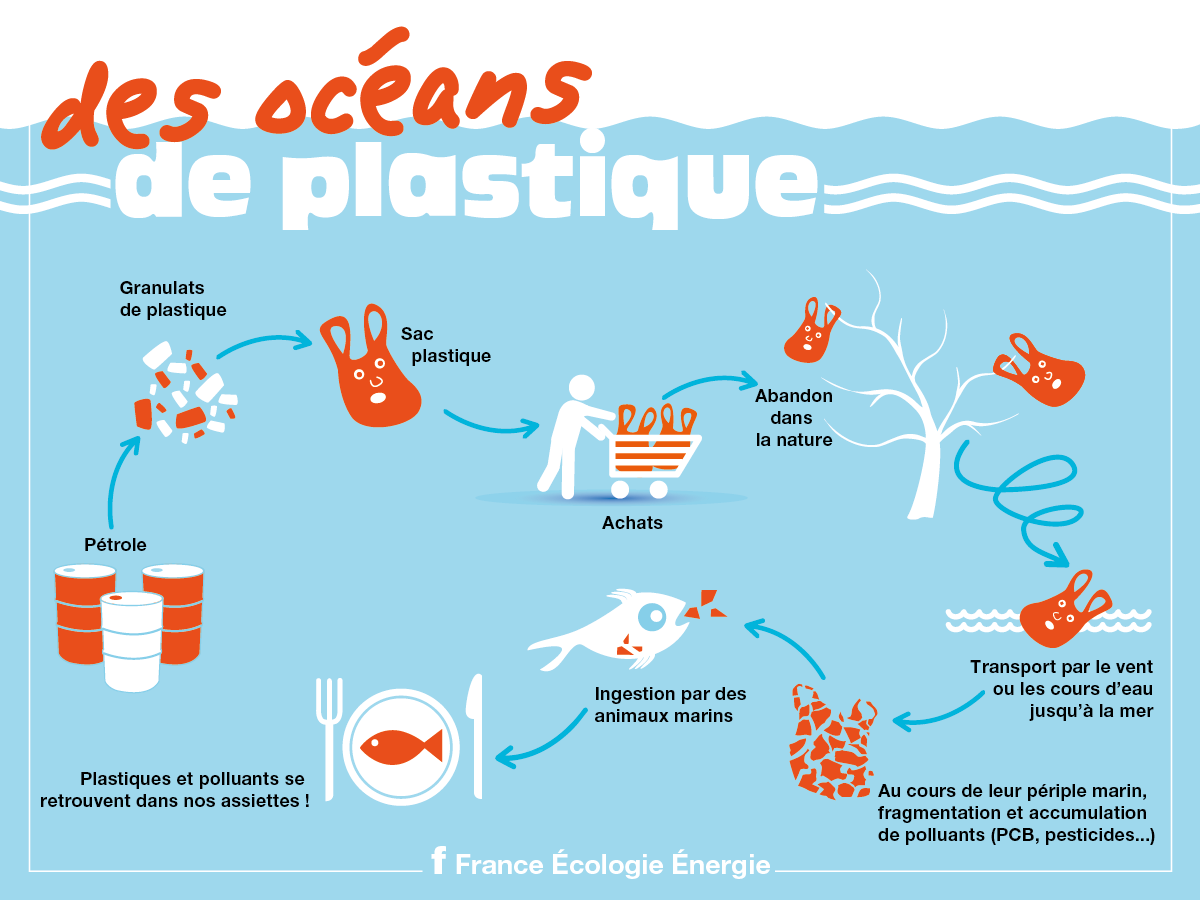 des océans
de plastique
Granulats
de plastique
Sac
plastique
Abandon
dans
la nature
Achats
Pétrole
Transport par le vent
ou les cours d'eau
jusqu'à la mer
Ingestion par des
animaux marins
Plastiques et polluants se
retrouvent dans nos assiettes !
Au cours de leur périple marin,
fragmentation et accumulation
de polluants (PCB, pesticides...)
f France Écologie Énergie